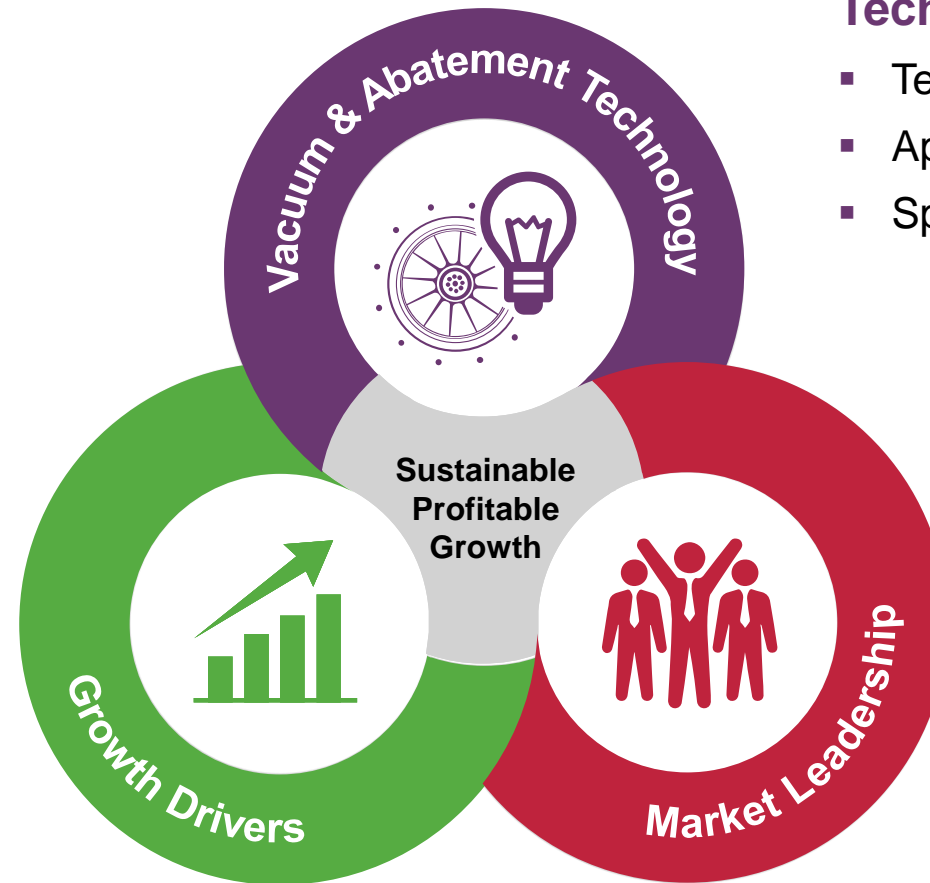 Vacuum & Abatement Technology
Sustainable
Profitable
Growth
Growth Drivers
Market Leadership